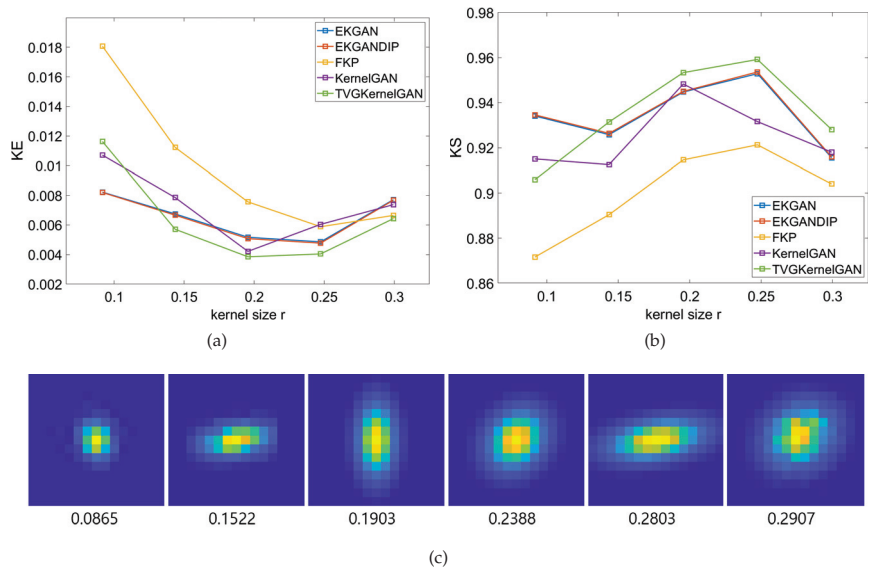 KE
0.018
0.016
0.014
0.012
0.01
0.008
0.006
0.004
0.002
0.1 0.15 0.2 0.25 0.3
kernel size r
EKGAN
EKGANDIP
FKP
KernelGAN
TVGKernelGAN
(a)
KS
0.98
0.96
0.94
0.92
0.9
0.88
0.86
0.1 0.15 0.2 0.25 0.3
kernel size r
EKGAN
EKGANDIP
FKP
KernelGAN
TVGKernelGAN
(b)
0.0865 0.1522 0.1903 0.2388 0.2803 0.2907
(c)